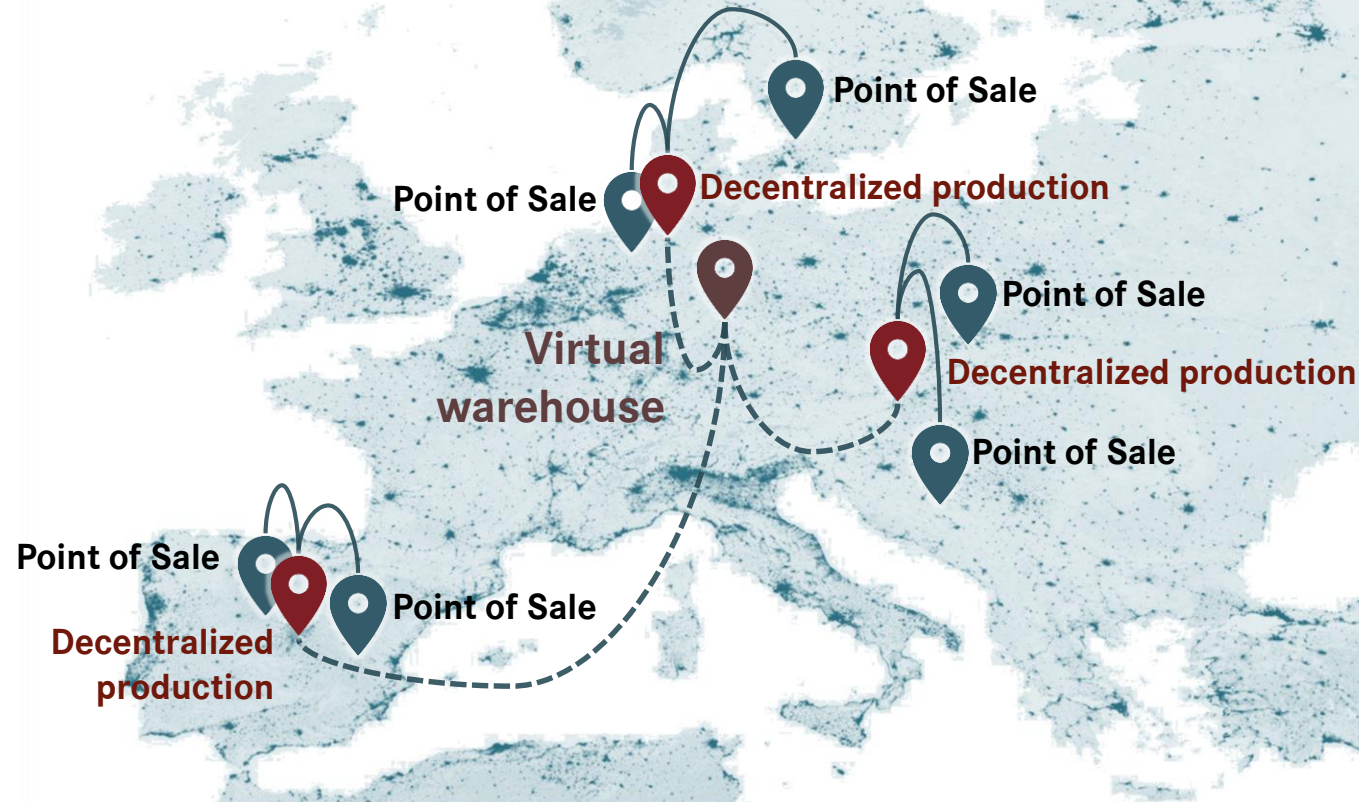 Point of Sale
Decentralized production
Point of Sale
Point of Sale
Virtual
warehouse
Decentralized production
Point of Sale
Point of Sale
Point of Sale
Decentralized
production